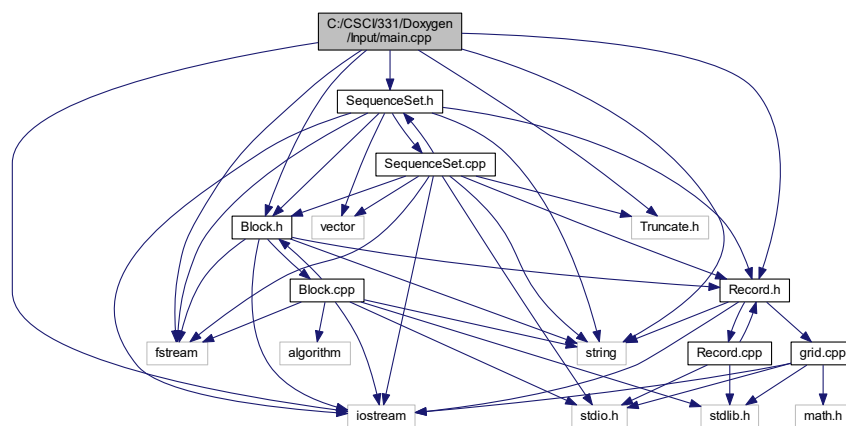 C:/CSCI/331/Doxygen
/Input/main.cpp
SequenceSet.h
SequenceSet.cpp
Block.h
vector
Truncate.h
Block.cpp
Record.h
fstream
algorithm
string
Record.cpp
grid.cpp
iostream
stdio.h
stdlib.h
math.h